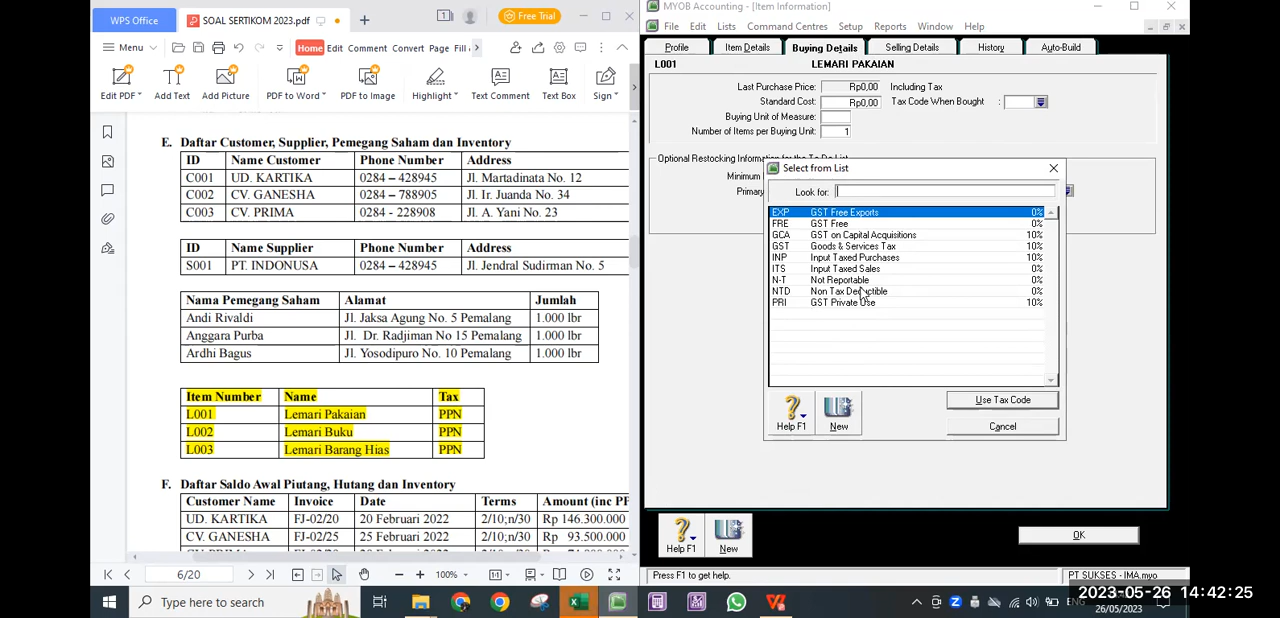 WPS Office
SOAL SERTIKOM 2023.pdf
Free Trial
Menu
Home Edit Comment Convert Page Fill
Edit PDF
Add Text
Add Picture
PDF to Word
PDF to Image
Highlight
Text Comment
Text Box
Sign
E. Daftar Customer, Supplier, Pemegang Saham dan Inventory
ID Name Customer Phone Number Address
C001 UD. KARTIKA 0284 – 428945 Jl. Martadinata No. 12
C002 CV. GANESHA 0284 – 788905 Jl. Ir. Juanda No. 34
C003 CV. PRIMA 0284 - 228908 Jl. A. Yani No. 23
ID Name Supplier Phone Number Address
S001 PT. INDONUSA 0284 – 428945 Jl. Jendral Sudirman No. 5
Nama Pemegang Saham Alamat Jumlah
Andi Rivaldi Jl. Jaksa Agung No. 5 Pemalang 1.000 lbr
Anggara Purba Jl. Dr. Radjiman No 15 Pemalang 1.000 lbr
Ardhi Bagus Jl. Yosodipuro No. 10 Pemalang 1.000 lbr
Item Number Name Tax
L001 Lemari Pakaian PPN
L002 Lemari Buku PPN
L003 Lemari Barang Hias PPN
F. Daftar Saldo Awal Piutang, Hutang dan Inventory
Customer Name Invoice Date Terms Amount (inc PP
UD. KARTIKA FJ-02/20 20 Februari 2022 2/10;n/30 Rp 146.300.000
CV. GANESHA FJ-02/25 25 Februari 2022 2/10;n/30 Rp 93.500.000
6/20
100%
MYOB Accounting - [Item Information]
File Edit Lists Command Centres Setup Reports Window Help
Profile Item Details Buying Details Selling Details History Auto-Build
L001 LEMARI PAKAIAN
Last Purchase Price: Rp0,00 Including Tax
Standard Cost: Rp0,00 Tax Code When Bought :
Buying Unit of Measure:
Number of Items per Buying Unit: 1
Optional Restocking Information for the To Do List
Minimum
Primary
Select from List
Look for:
EXP GST Free Exports 0%
FRE GST Free 0%
GCA GST on Capital Acquisitions 10%
GST Goods & Services Tax 10%
INP Input Taxed Purchases 10%
ITS Input Taxed Sales 0%
N-T Not Reportable 0%
NTD Non Tax Deductible 0%
PRI GST Private Use 10%
Help F1
New
Use Tax Code
Cancel
Help F1
New
OK
Press F1 to get help.
PT SUKSES - IMA.myo
Type here to search
ENG
2023-05-26 14:42:25
26/05/2023